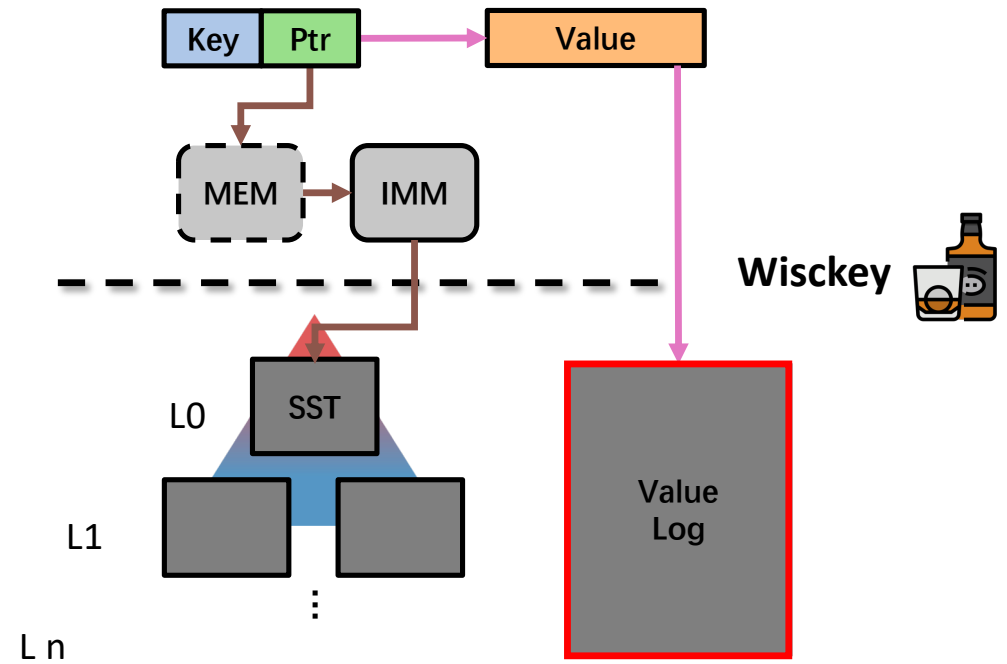 Key Ptr Value
MEM IMM
Wisckey
SST
L0
Value
Log
L1
⋮
L n